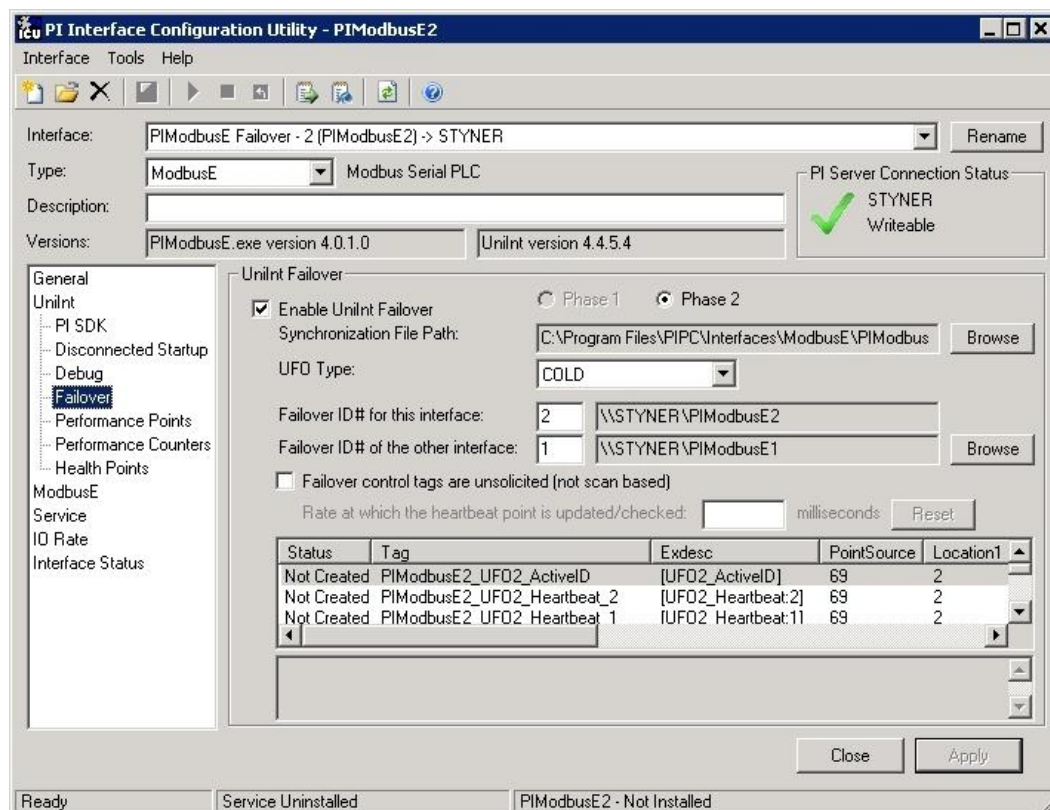 ICU PI Interface Configuration Utility - PIModbusE2
Interface Tools Help
Interface: PIModbusE Failover - 2 (PIModbusE2) -> STYNER Rename
Type: ModbusE Modbus Serial PLC
PI Server Connection Status
STYNER
Writeable
Description:
Versions: PIModbusE.exe version 4.0.1.0 UniInt version 4.4.5.4
General
UniInt
PI SDK
Disconnected Startup
Debug
Failover
Performance Points
Performance Counters
Health Points
ModbusE
Service
IO Rate
Interface Status
UniInt Failover
Enable UniInt Failover Phase 1 Phase 2
Synchronization File Path: C:\Program Files\PIPC\Interfaces\ModbusE\PIModbus Browse
UFO Type: COLD
Failover ID# for this interface: 2 \\STYNER\PIModbusE2
Failover ID# of the other interface: 1 \\STYNER\PIModbusE1 Browse
Failover control tags are unsolicited (not scan based)
Rate at which the heartbeat point is updated/checked: milliseconds Reset
Status Tag Exdesc PointSource Location1
Not Created PIModbusE2_UFO2_ActiveID [UFO2_ActiveID] 69 2
Not Created PIModbusE2_UFO2_Heartbeat_2 [UFO2_Heartbeat:2] 69 2
Not Created PIModbusE2_UFO2_Heartbeat_1 [UFO2_Heartbeat:1] 69 2
Close Apply
Ready Service Uninstalled PIModbusE2 - Not Installed